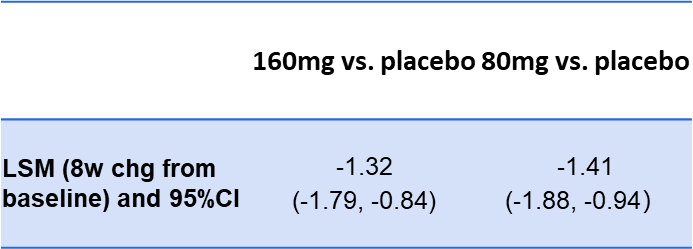 160mg vs. placebo 80mg vs. placebo
LSM (8w chg from baseline) and 95%CI -1.32 -1.41
(-1.79, -0.84) (-1.88, -0.94)